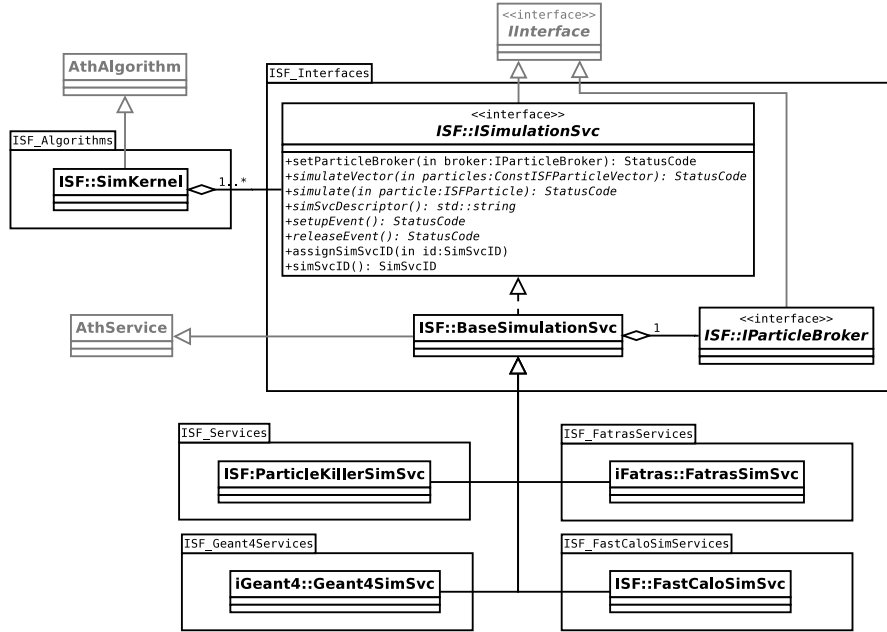 <<interface>>
IInterface
AthAlgorithm
ISF_Interfaces
<<interface>>
ISF::ISimulationSvc
ISF_Algorithms
+setParticleBroker(in broker:IParticleBroker): StatusCode
+simulateVector(in particles:ConstISFParticleVector): StatusCode
+simulate(in particle:ISFParticle): StatusCode
+simSvcDescriptor(): std::string
+setupEvent(): StatusCode
+releaseEvent(): StatusCode
+assignSimSvcID(in id:SimSvcID)
+simSvcID(): SimSvcID
ISF::SimKernel
1..*
AthService
ISF::BaseSimulationSvc
1
<<interface>>
ISF::IParticleBroker
ISF_Services
ISF:ParticleKillerSimSvc
ISF_FatrasServices
iFatras::FatrasSimSvc
ISF_Geant4Services
iGeant4::Geant4SimSvc
ISF_FastCaloSimServices
ISF::FastCaloSimSvc